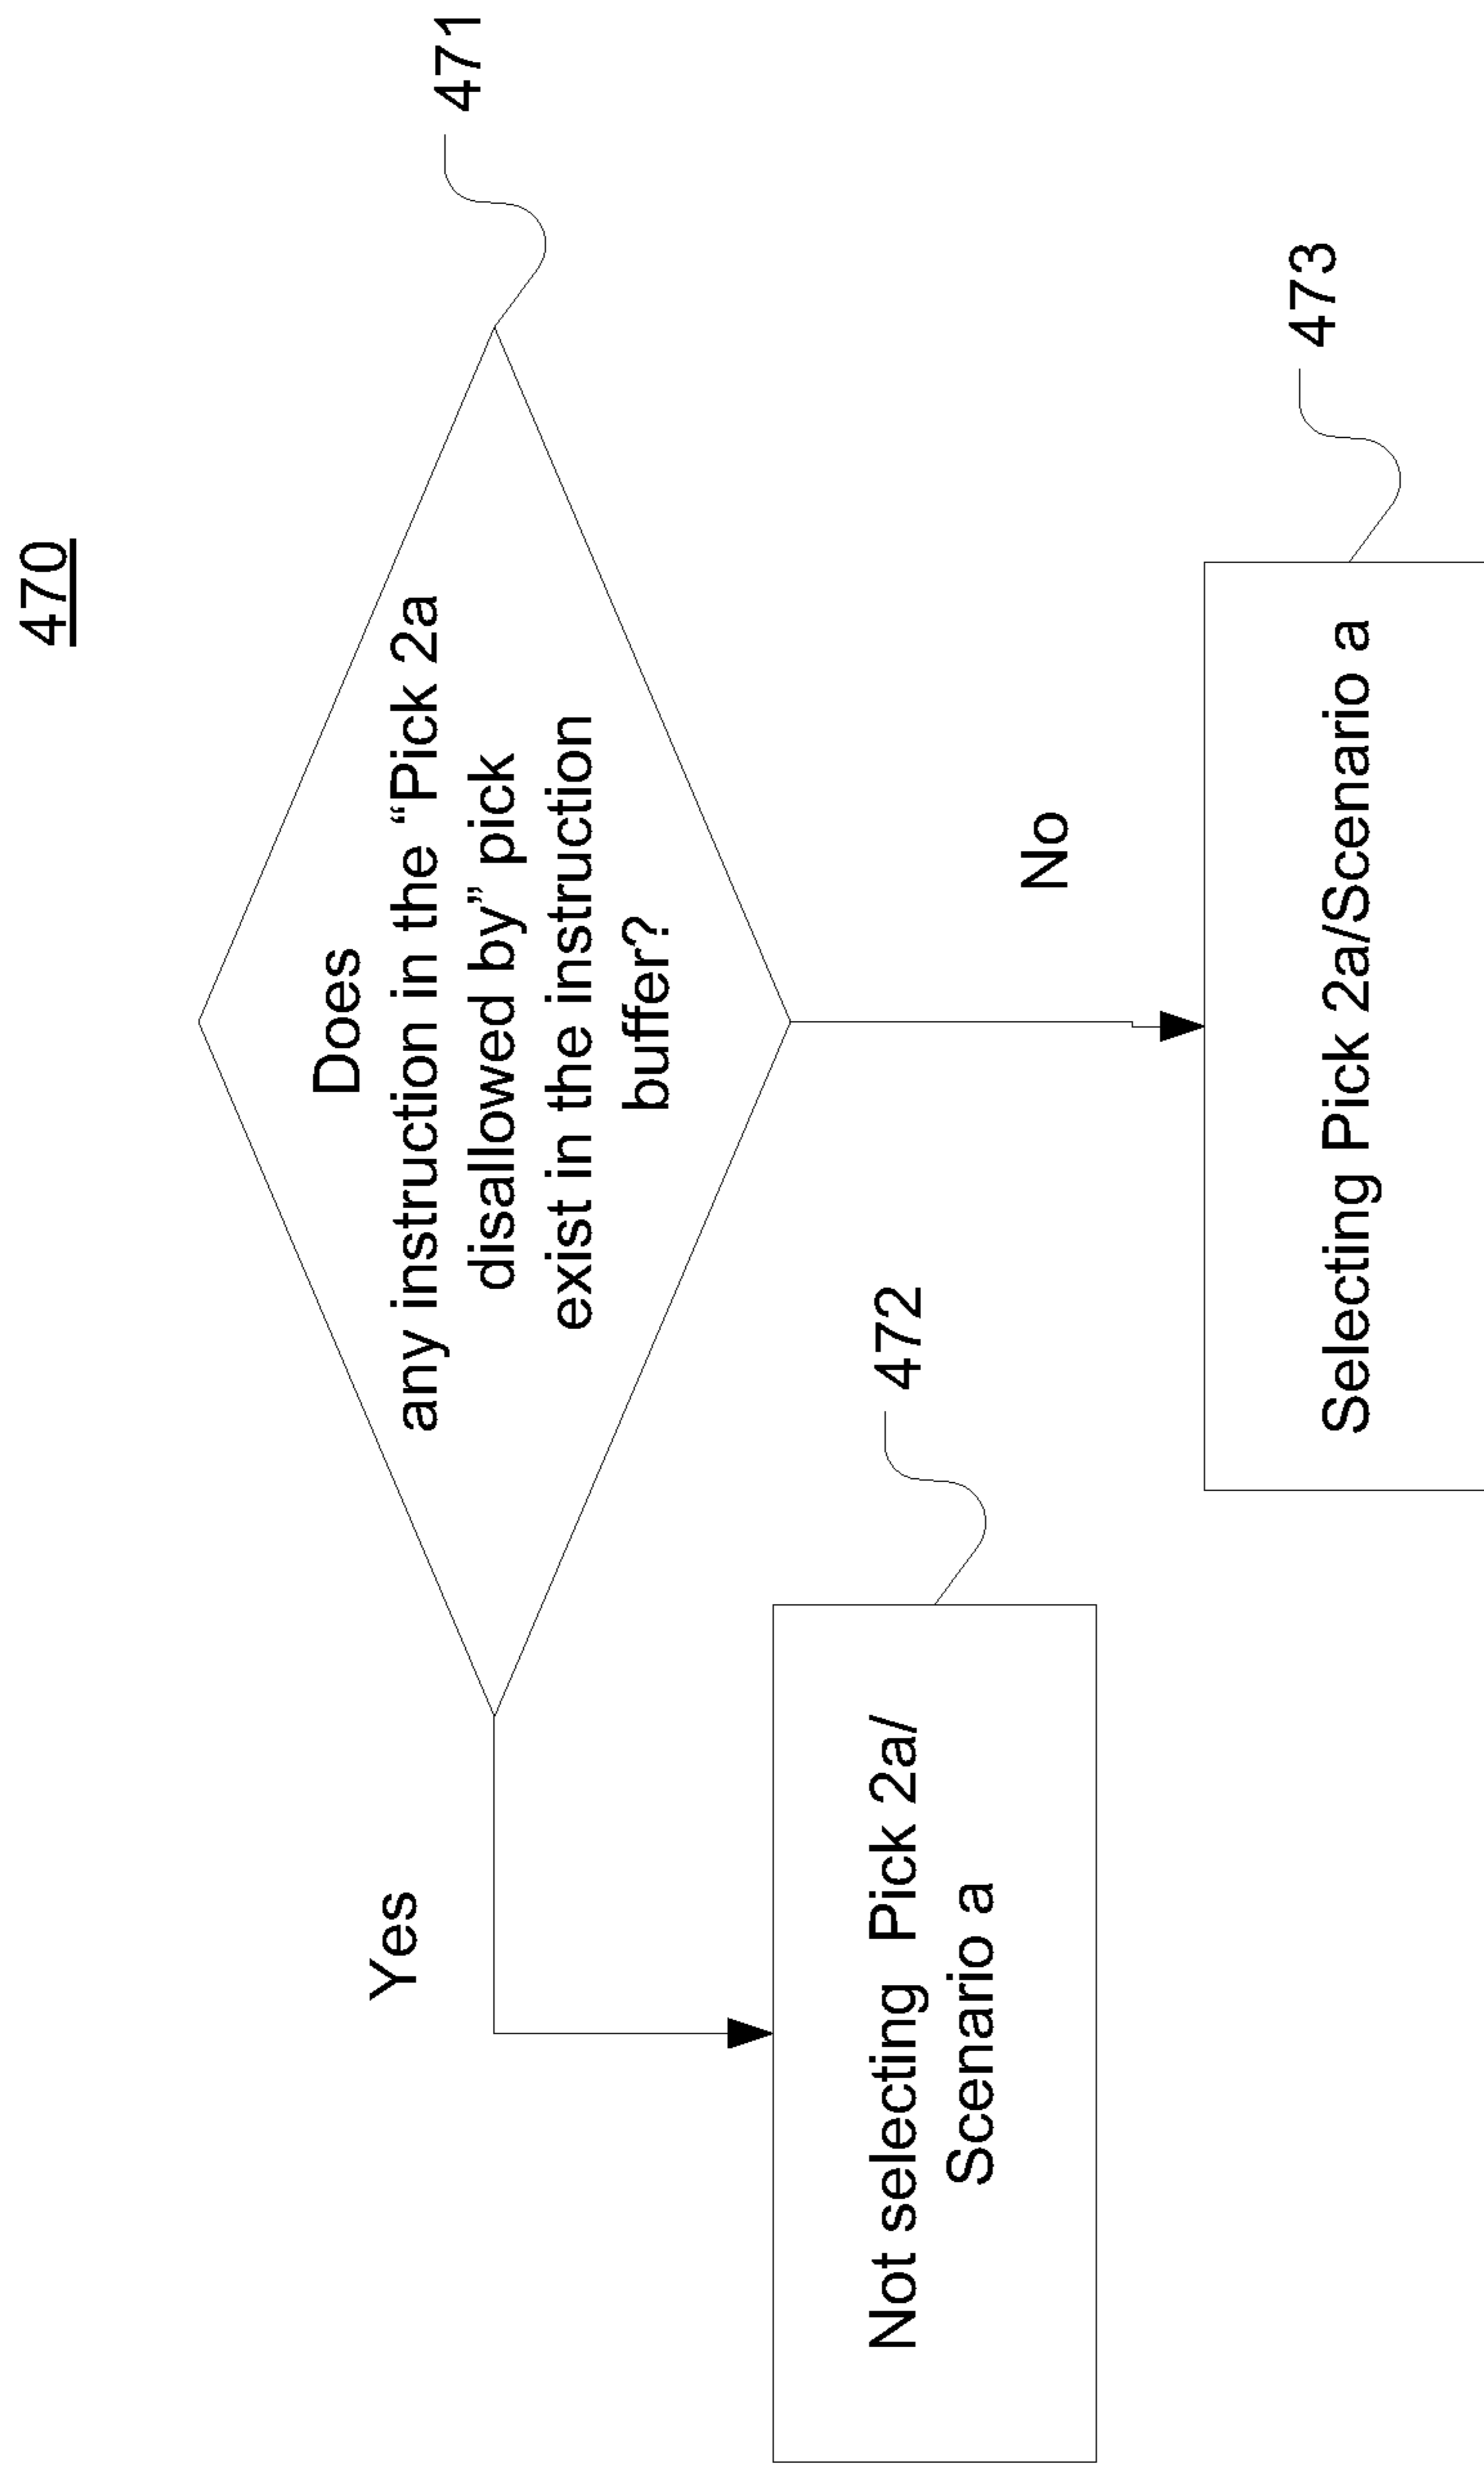 470
Does
any instruction in the “Pick 2a
disallowed by” pick
exist in the instruction
buffer?
471
Yes
Not selecting  Pick 2a/
Scenario a
472
No
Selecting Pick 2a/Scenario a
473